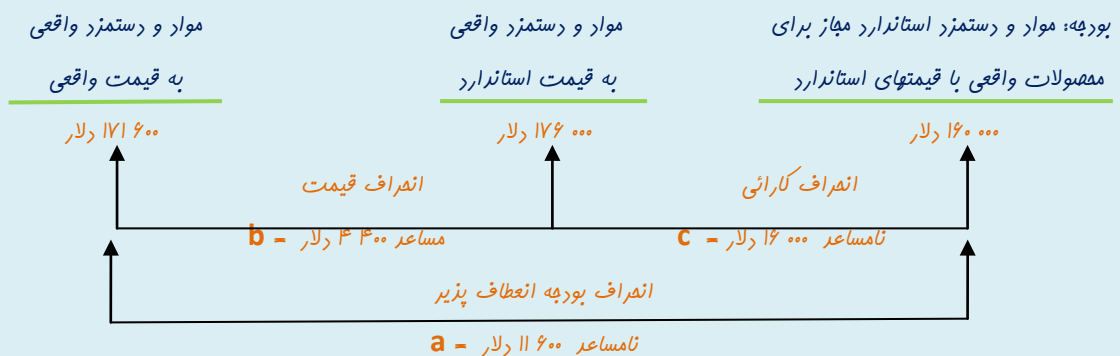 بودجه: مواد و دستمزد استاندارد مجاز برای
محصولات واقعی با قیمتهای استاندارد
۱۶۰ ۰۰۰ دلار
مواد و دستمزد واقعی
به قیمت استاندارد
۱۷۶ ۰۰۰ دلار
مواد و دستمزد واقعی
به قیمت واقعی
۱۷۱ ۶۰۰ دلار
انحراف کارائی
نامساعد ۱۶ ۰۰۰ دلار = c
انحراف قیمت
مساعد ۴ ۴۰۰ دلار = b
انحراف بودجه انعطاف پذیر
نامساعد ۱۱ ۶۰۰ دلار = a